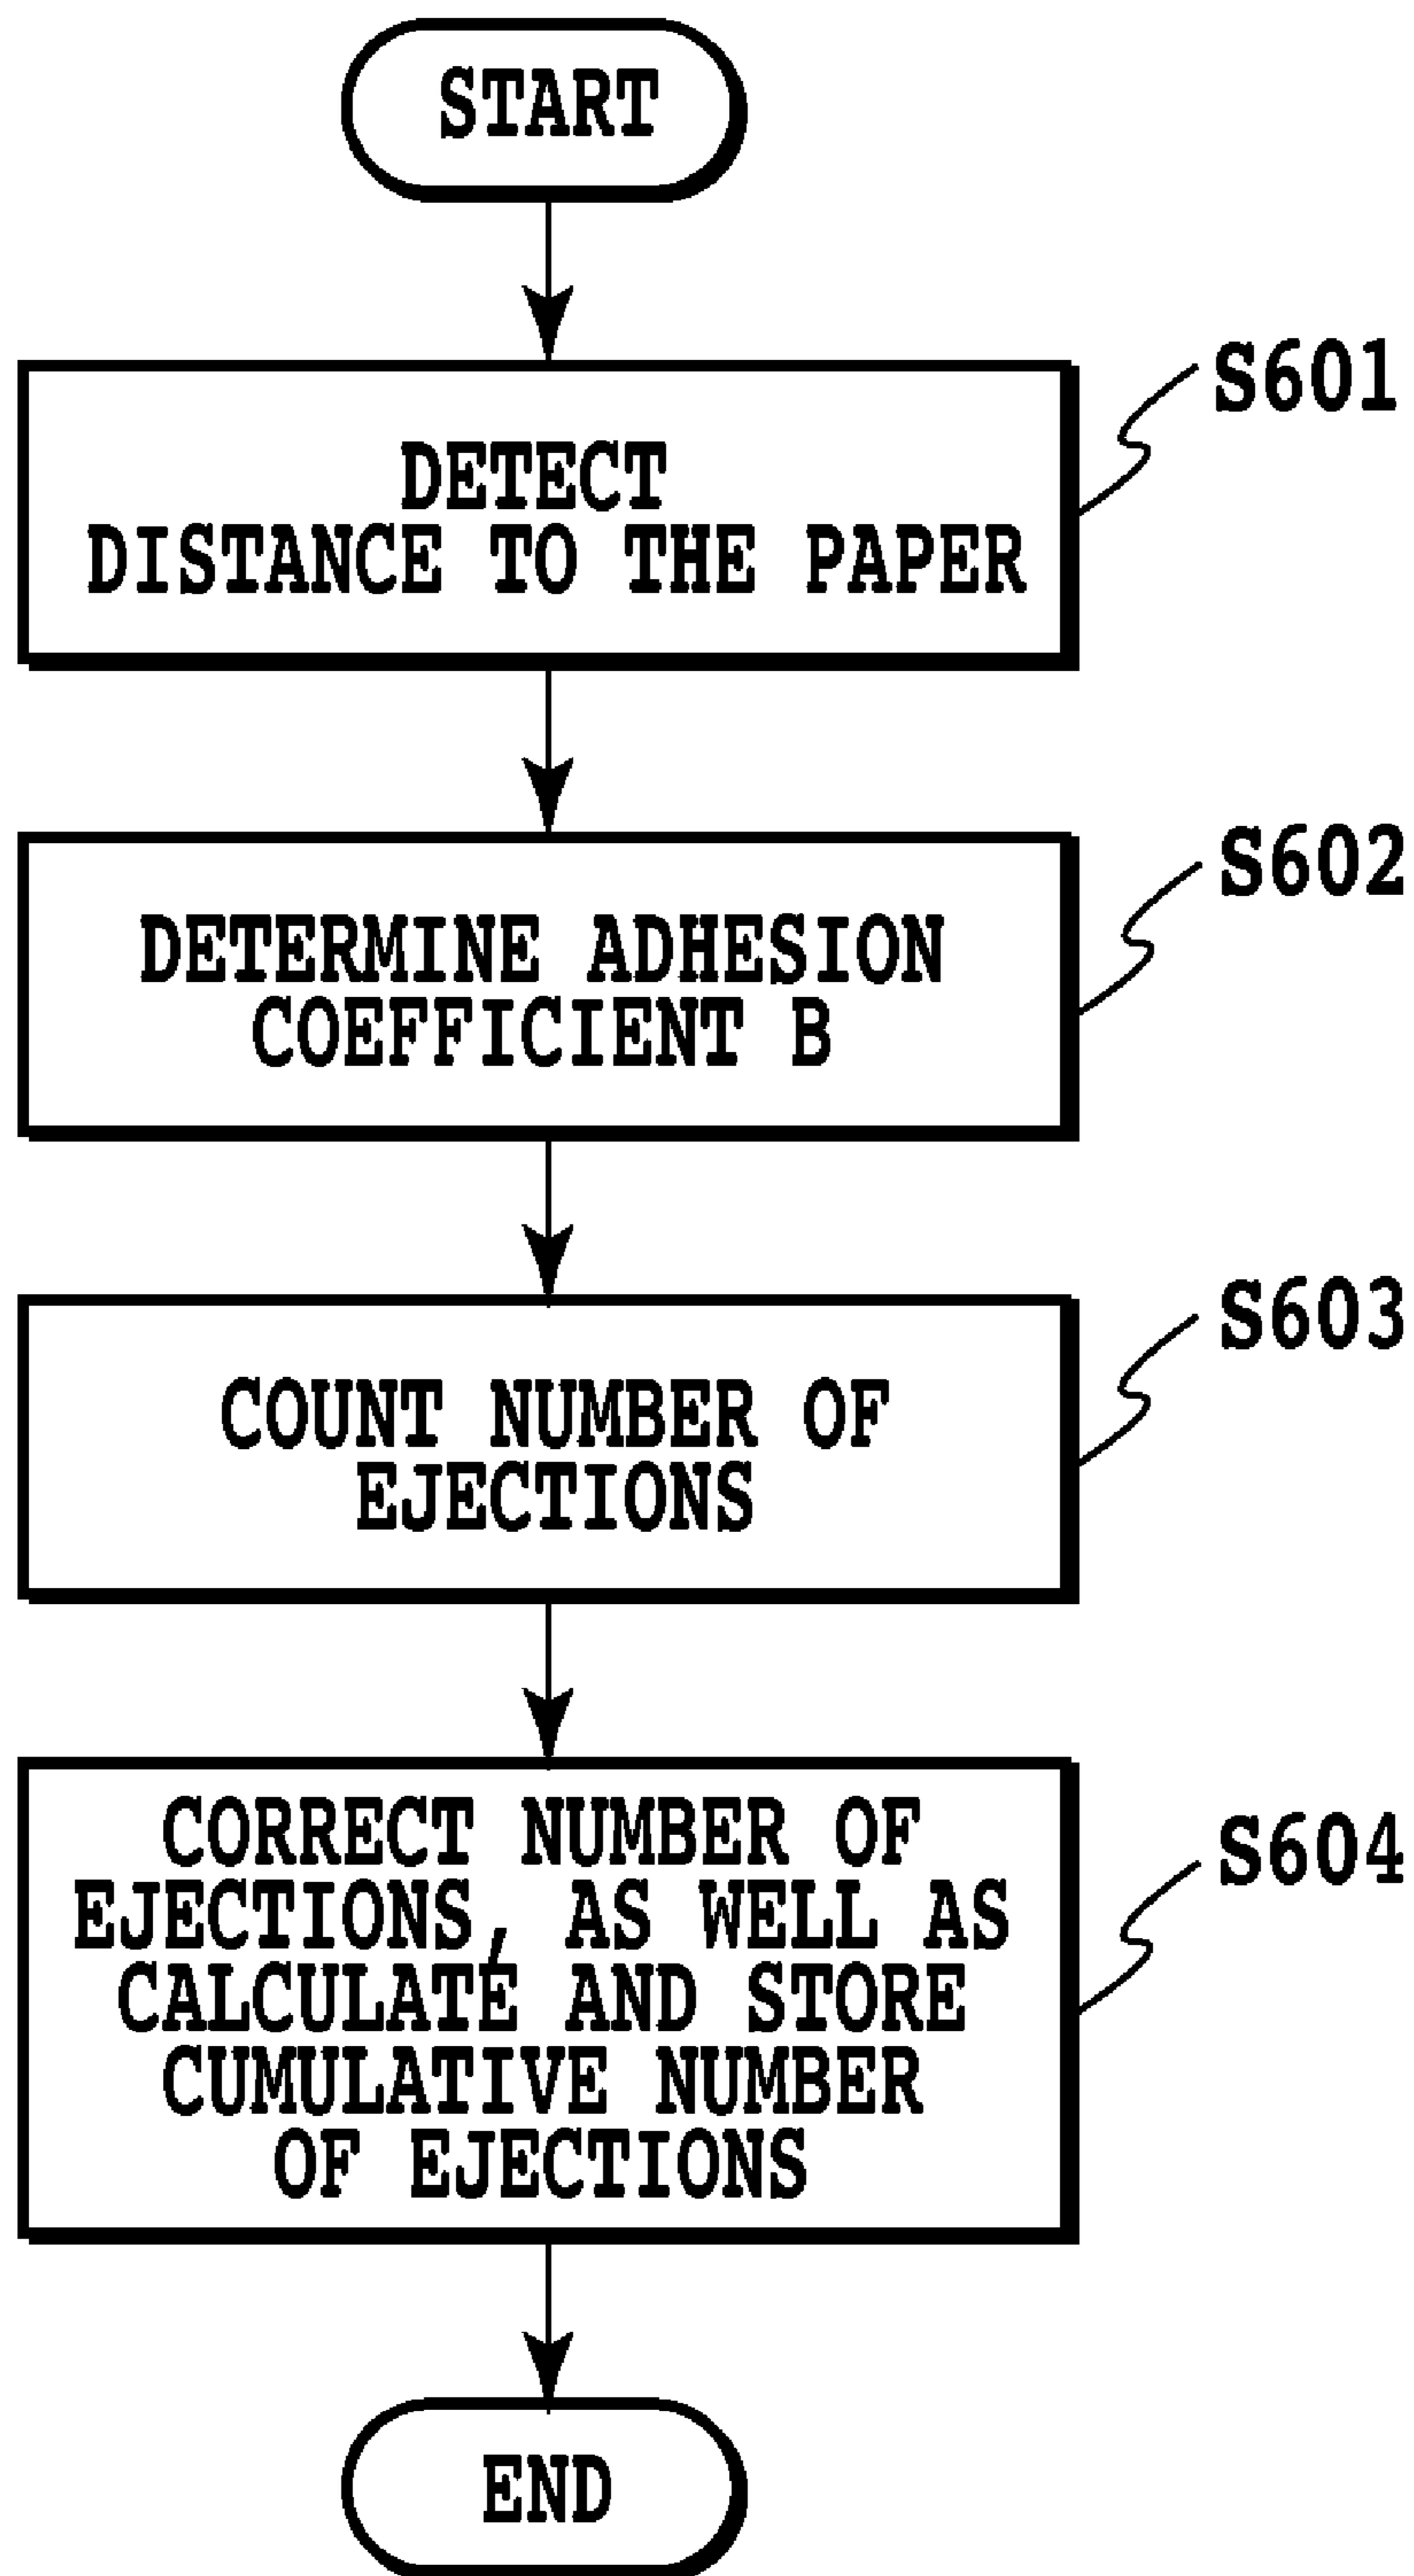 START
S601
DETECT
DISTANCE TO THE PAPER
S602
DETERMINE ADHESION
COEFFICIENT B
S603
COUNT NUMBER OF
EJECTIONS
S604
CORRECT NUMBER OF
EJECTIONS, AS WELL AS
CALCULATE AND STORE
CUMULATIVE NUMBER
OF EJECTIONS
END